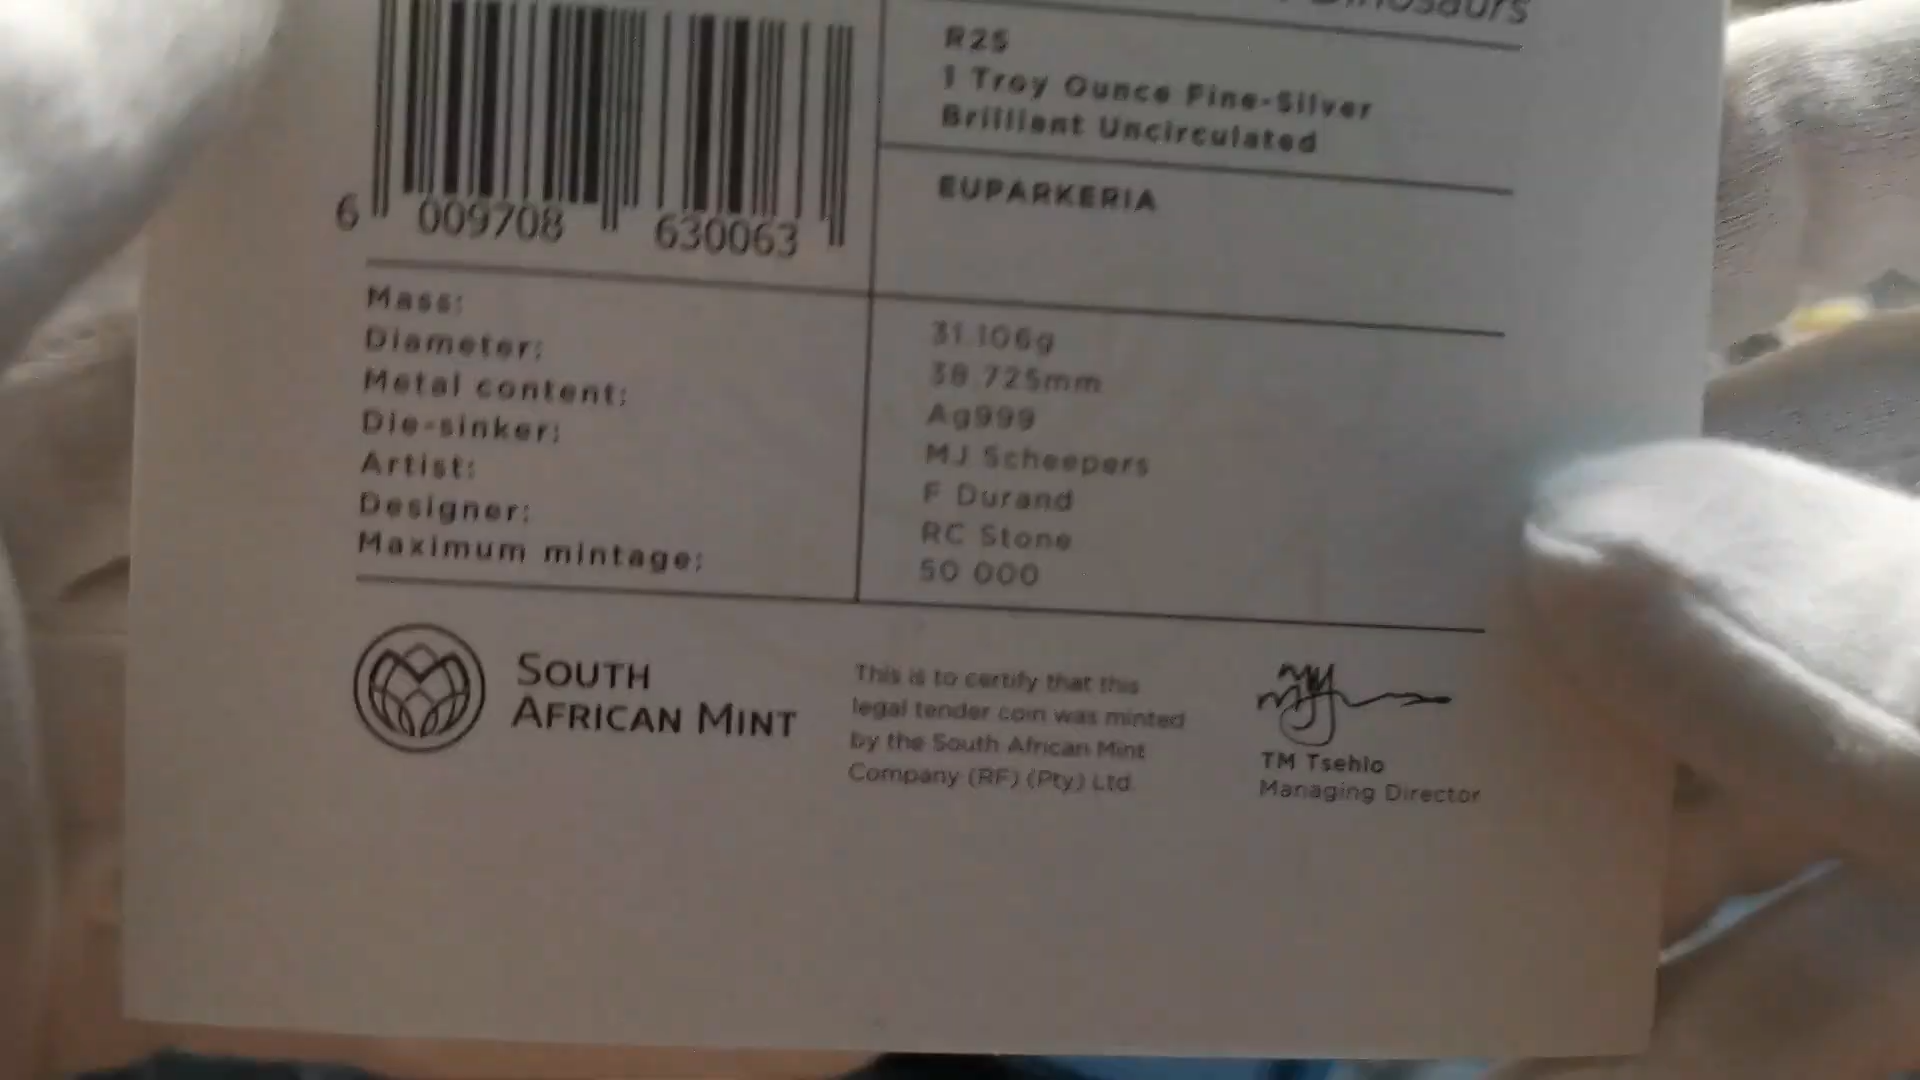 Dinosaurs
R25
1 Troy Ounce Fine-Silver
Brilliant Uncirculated
EUPARKERIA
6 009708 630063
Mass: 31.106g
Diameter: 38.725mm
Metal content: Ag999
Die-sinker: MJ Scheepers
Artist: F Durand
Designer: RC Stone
Maximum mintage: 50 000
SOUTH
AFRICAN MINT
This is to certify that this
legal tender coin was minted
by the South African Mint
Company (RF) (Pty) Ltd.
TM Tsehlo
Managing Director